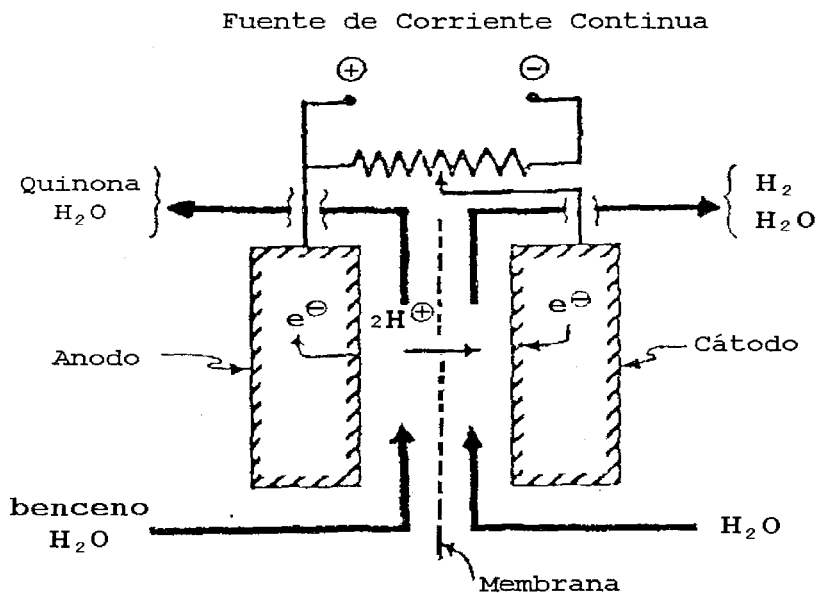 Fuente de Corriente Continua
⊕ ⊖
Quinona
H₂O
H₂
H₂O
e⊖
₂H⊕
e⊖
Anodo
Cátodo
benceno
H₂O
H₂O
Membrana